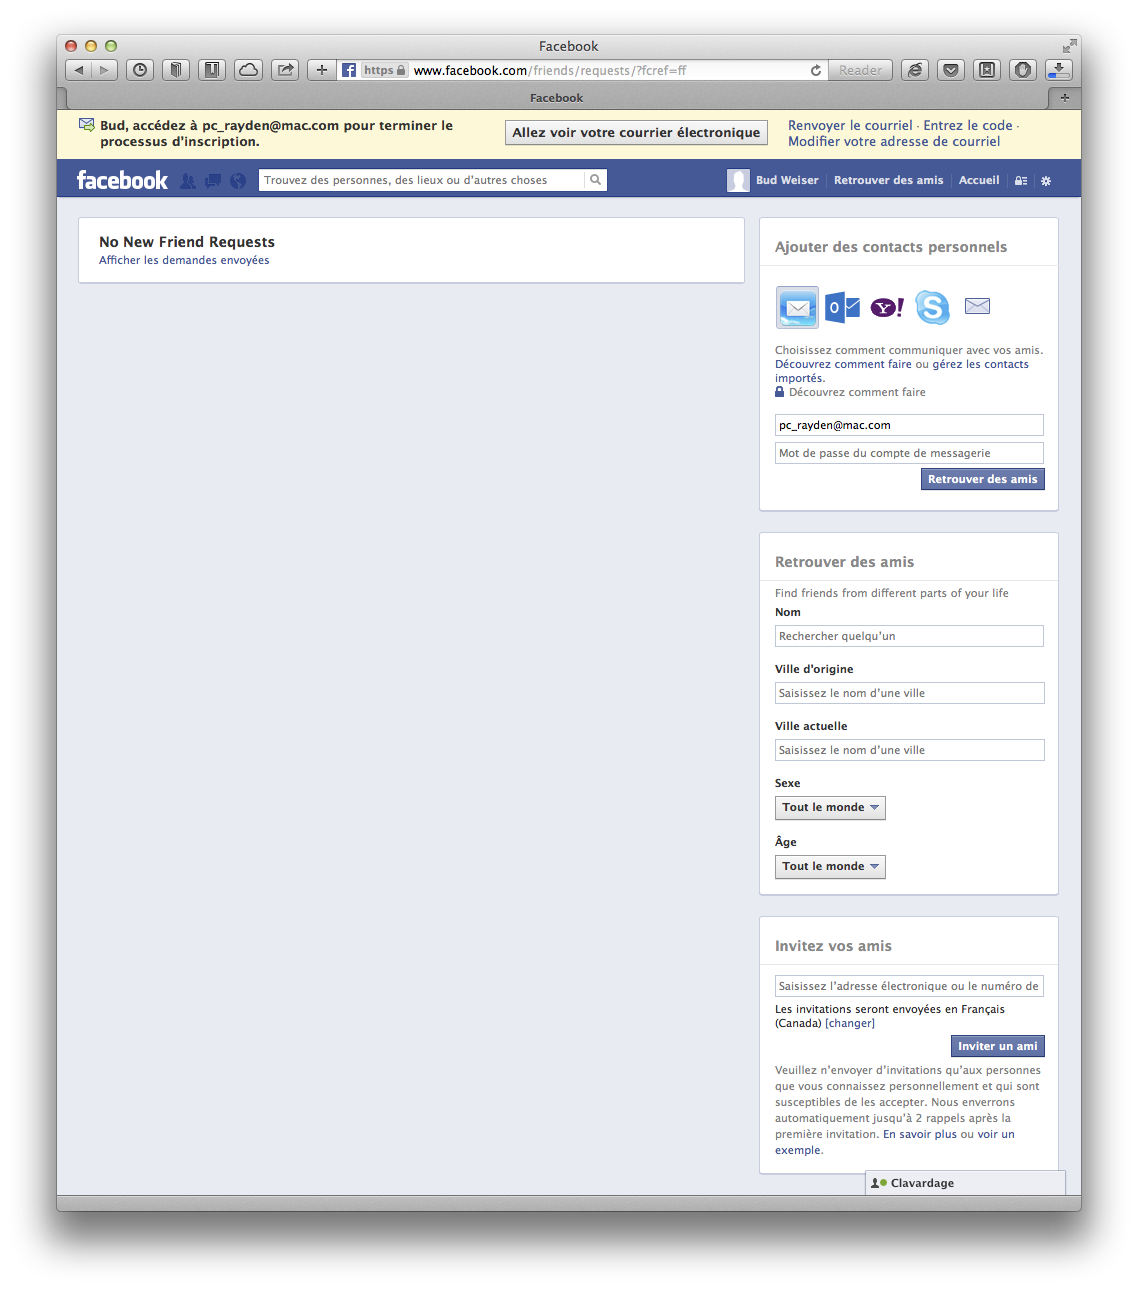 Facebook
https www.facebook.com/friends/requests/?fcref=ff Reader
Facebook
Bud, accédez à pc_rayden@mac.com pour terminer le
processus d'inscription.
Allez voir votre courrier électronique
Renvoyer le courriel · Entrez le code ·
Modifier votre adresse de courriel
facebook
Trouvez des personnes, des lieux ou d'autres choses
Bud Weiser Retrouver des amis Accueil
No New Friend Requests
Afficher les demandes envoyées
Ajouter des contacts personnels
Choisissez comment communiquer avec vos amis.
Découvrez comment faire ou gérez les contacts
importés.
Découvrez comment faire
pc_rayden@mac.com
Mot de passe du compte de messagerie
Retrouver des amis
Retrouver des amis
Find friends from different parts of your life
Nom
Rechercher quelqu'un
Ville d'origine
Saisissez le nom d'une ville
Ville actuelle
Saisissez le nom d'une ville
Sexe
Tout le monde
Âge
Tout le monde
Invitez vos amis
Saisissez l'adresse électronique ou le numéro de
Les invitations seront envoyées en Français
(Canada) [changer]
Inviter un ami
Veuillez n'envoyer d'invitations qu'aux personnes
que vous connaissez personnellement et qui sont
susceptibles de les accepter. Nous enverrons
automatiquement jusqu'à 2 rappels après la
première invitation. En savoir plus ou voir un
exemple.
Clavardage